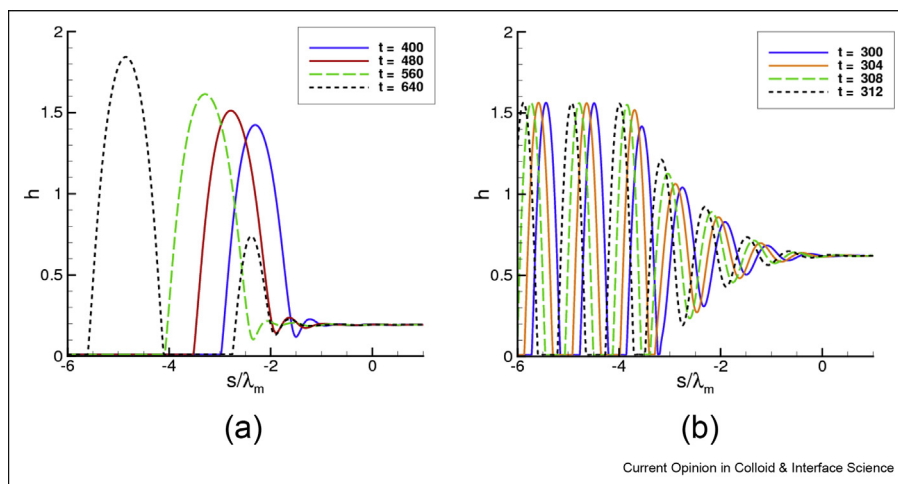 2
1.5
h
1
0.5
0
-6
-4
-2
0
s/λm
t = 400
t = 480
t = 560
t = 640
(a)
2
1.5
h
1
0.5
0
-6
-4
-2
0
s/λm
t = 300
t = 304
t = 308
t = 312
(b)
Current Opinion in Colloid & Interface Science